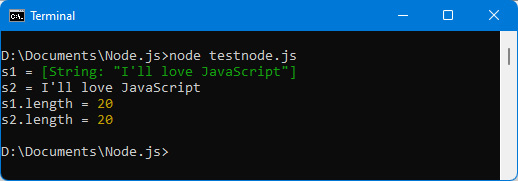 Terminal
D:\Documents\Node.js>node testnode.js
s1 = [String: "I'll love JavaScript"]
s2 = I'll love JavaScript
s1.length = 20
s2.length = 20
D:\Documents\Node.js>